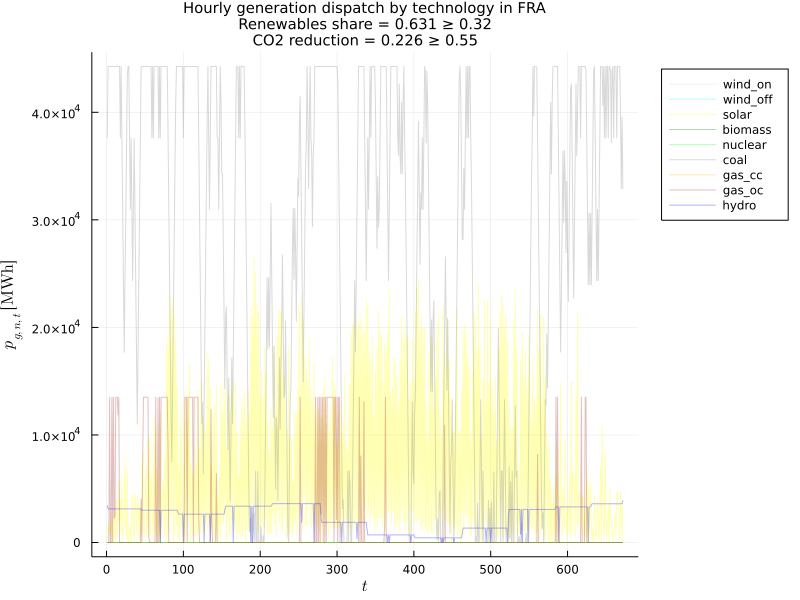 Hourly generation dispatch by technology in FRA
Renewables share = 0.631 ≥ 0.32
CO2 reduction = 0.226 ≥ 0.55
p_{g,n,t} [MWh]
4.0×10⁴
3.0×10⁴
2.0×10⁴
1.0×10⁴
0
0 100 200 300 400 500 600
t
wind_on
wind_off
solar
biomass
nuclear
coal
gas_cc
gas_oc
hydro